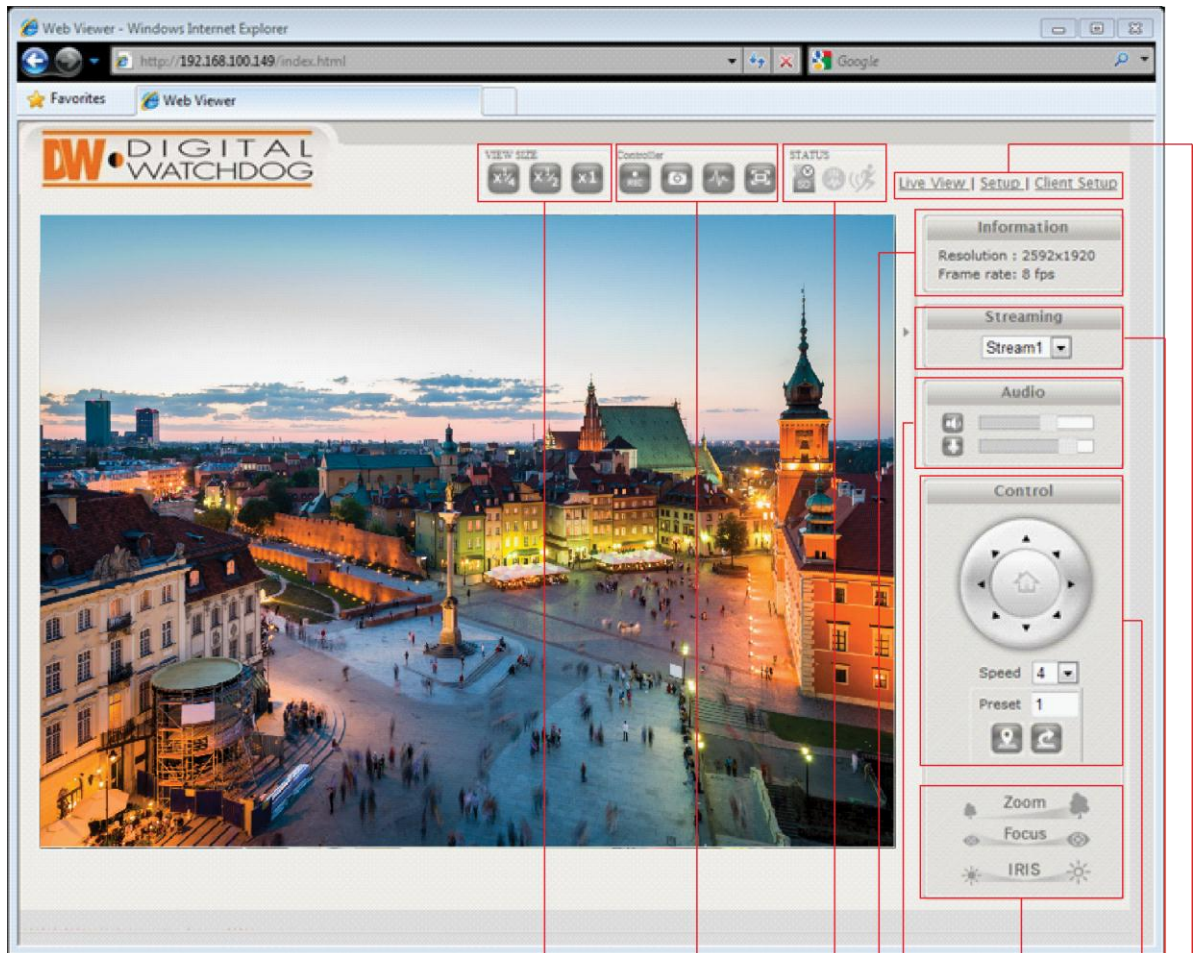 Web Viewer - Windows Internet Explorer
http://192.168.100.149/index.html
Google
Favorites
Web Viewer
DW DIGITAL
WATCHDOG
VIEW SIZE
x¼ x½ x1
Controller
REC
STATUS
SD
Live View | Setup | Client Setup
Information
Resolution : 2592x1920
Frame rate: 8 fps
Streaming
Stream1
Audio
Control
Speed 4
Preset 1
Zoom
Focus
IRIS